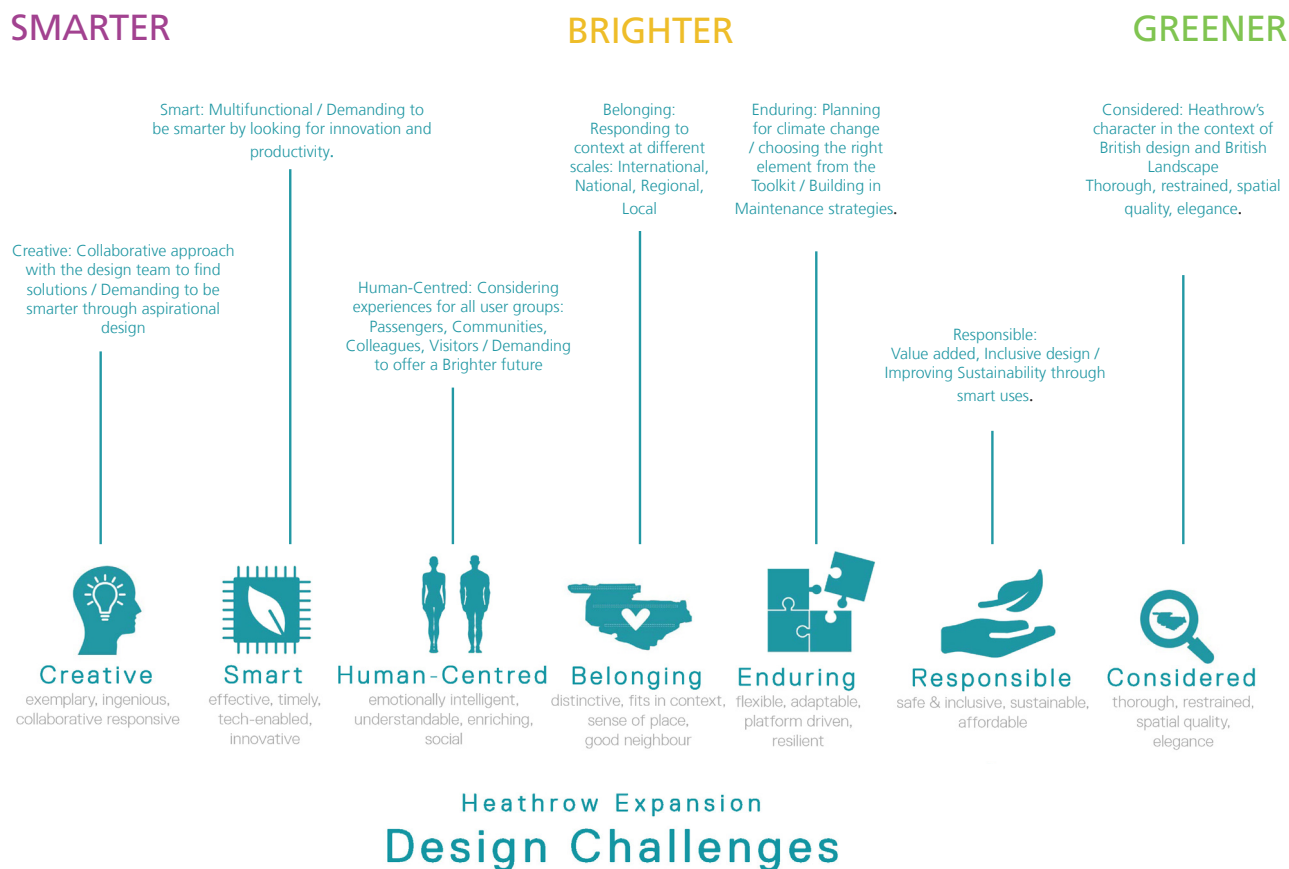 SMARTER
BRIGHTER
GREENER
Smart: Multifunctional / Demanding to
be smarter by looking for innovation and
productivity.
Belonging:
Responding to
context at different
scales: International,
National, Regional,
Local
Enduring: Planning
for climate change
/ choosing the right
element from the
Toolkit / Building in
Maintenance strategies.
Considered: Heathrow's
character in the context of
British design and British
Landscape
Thorough, restrained, spatial
quality, elegance.
Creative: Collaborative approach
with the design team to find
solutions / Demanding to be
smarter through aspirational
design
Human-Centred: Considering
experiences for all user groups:
Passengers, Communities,
Colleagues, Visitors / Demanding
to offer a Brighter future
Responsible:
Value added, Inclusive design /
Improving Sustainability through
smart uses.
Creative
exemplary, ingenious,
collaborative responsive
Smart
effective, timely,
tech-enabled,
innovative
Human-Centred
emotionally intelligent,
understandable, enriching,
social
Belonging
distinctive, fits in context,
sense of place,
good neighbour
Enduring
flexible, adaptable,
platform driven,
resilient
Responsible
safe & inclusive, sustainable,
affordable
Considered
thorough, restrained,
spatial quality,
elegance
Heathrow Expansion
Design Challenges